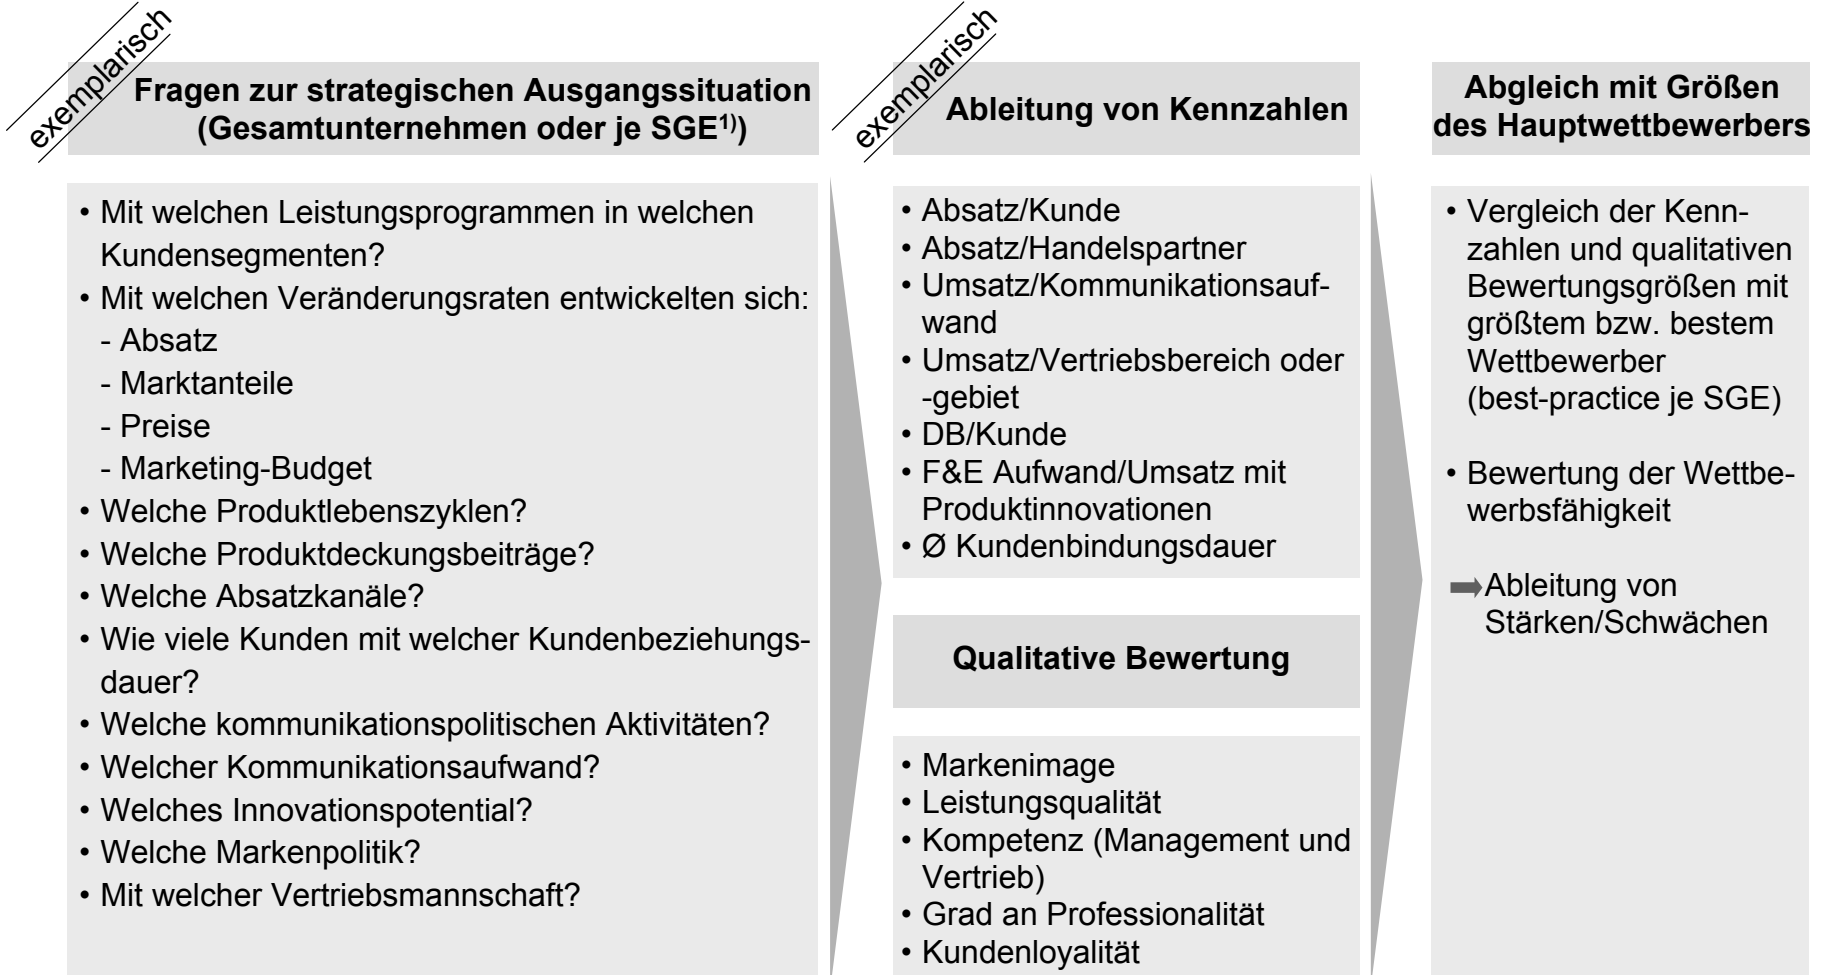 exemplarisch
Fragen zur strategischen Ausgangssituation
(Gesamtunternehmen oder je SGE1))
• Mit welchen Leistungsprogrammen in welchen
Kundensegmenten?
• Mit welchen Veränderungsraten entwickelten sich:
- Absatz
- Marktanteile
- Preise
- Marketing-Budget
• Welche Produktlebenszyklen?
• Welche Produktdeckungsbeiträge?
• Welche Absatzkanäle?
• Wie viele Kunden mit welcher Kundenbeziehungs-
dauer?
• Welche kommunikationspolitischen Aktivitäten?
• Welcher Kommunikationsaufwand?
• Welches Innovationspotential?
• Welche Markenpolitik?
• Mit welcher Vertriebsmannschaft?
exemplarisch
Ableitung von Kennzahlen
• Absatz/Kunde
• Absatz/Handelspartner
• Umsatz/Kommunikationsauf-
wand
• Umsatz/Vertriebsbereich oder
-gebiet
• DB/Kunde
• F&E Aufwand/Umsatz mit
Produktinnovationen
• Ø Kundenbindungsdauer
Qualitative Bewertung
• Markenimage
• Leistungsqualität
• Kompetenz (Management und
Vertrieb)
• Grad an Professionalität
• Kundenloyalität
Abgleich mit Größen
des Hauptwettbewerbers
• Vergleich der Kenn-
zahlen und qualitativen
Bewertungsgrößen mit
größtem bzw. bestem
Wettbewerber
(best-practice je SGE)
• Bewertung der Wettbe-
werbsfähigkeit
Ableitung von
Stärken/Schwächen